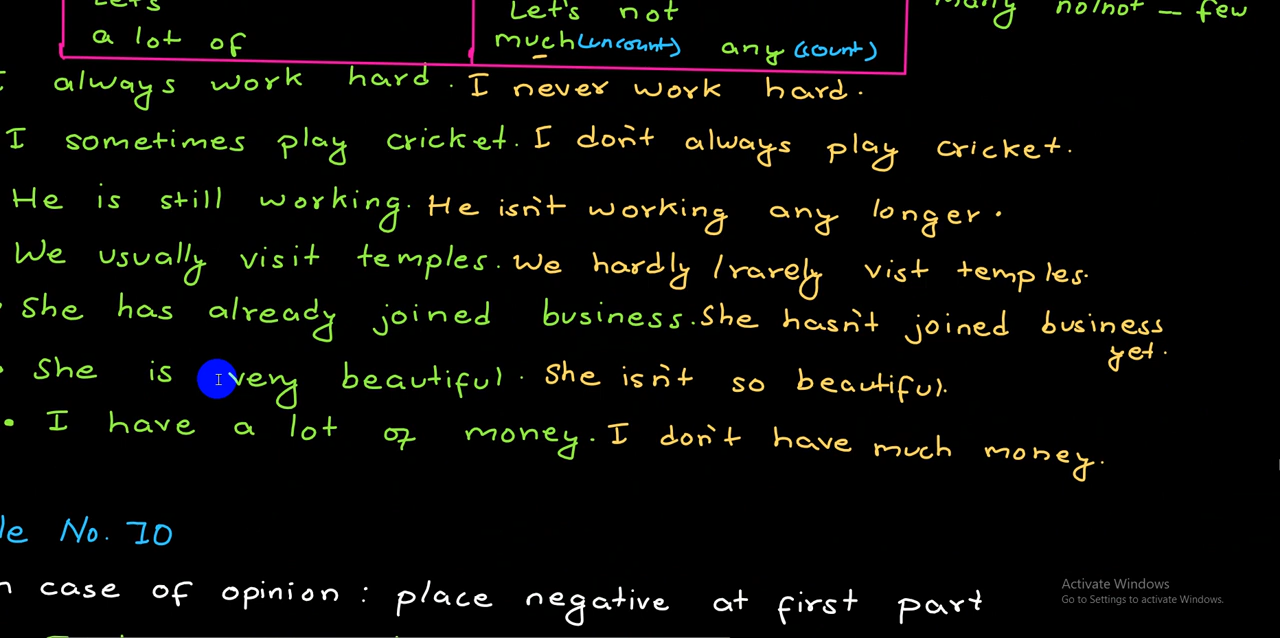 Let's
Let's not
many no/not — few
a lot of
much (uncount) any (count)
I always work hard. I never work hard.
I sometimes play cricket. I don't always play cricket.
He is still working. He isn't working any longer.
We usually visit temples. We hardly / rarely vist temples.
She has already joined business. She hasn't joined business
yet.
She is very beautiful. She isn't so beautiful.
• I have a lot of money. I don't have much money.
le No. 10
n case of opinion : place negative at first part
Activate Windows
Go to Settings to activate Windows.